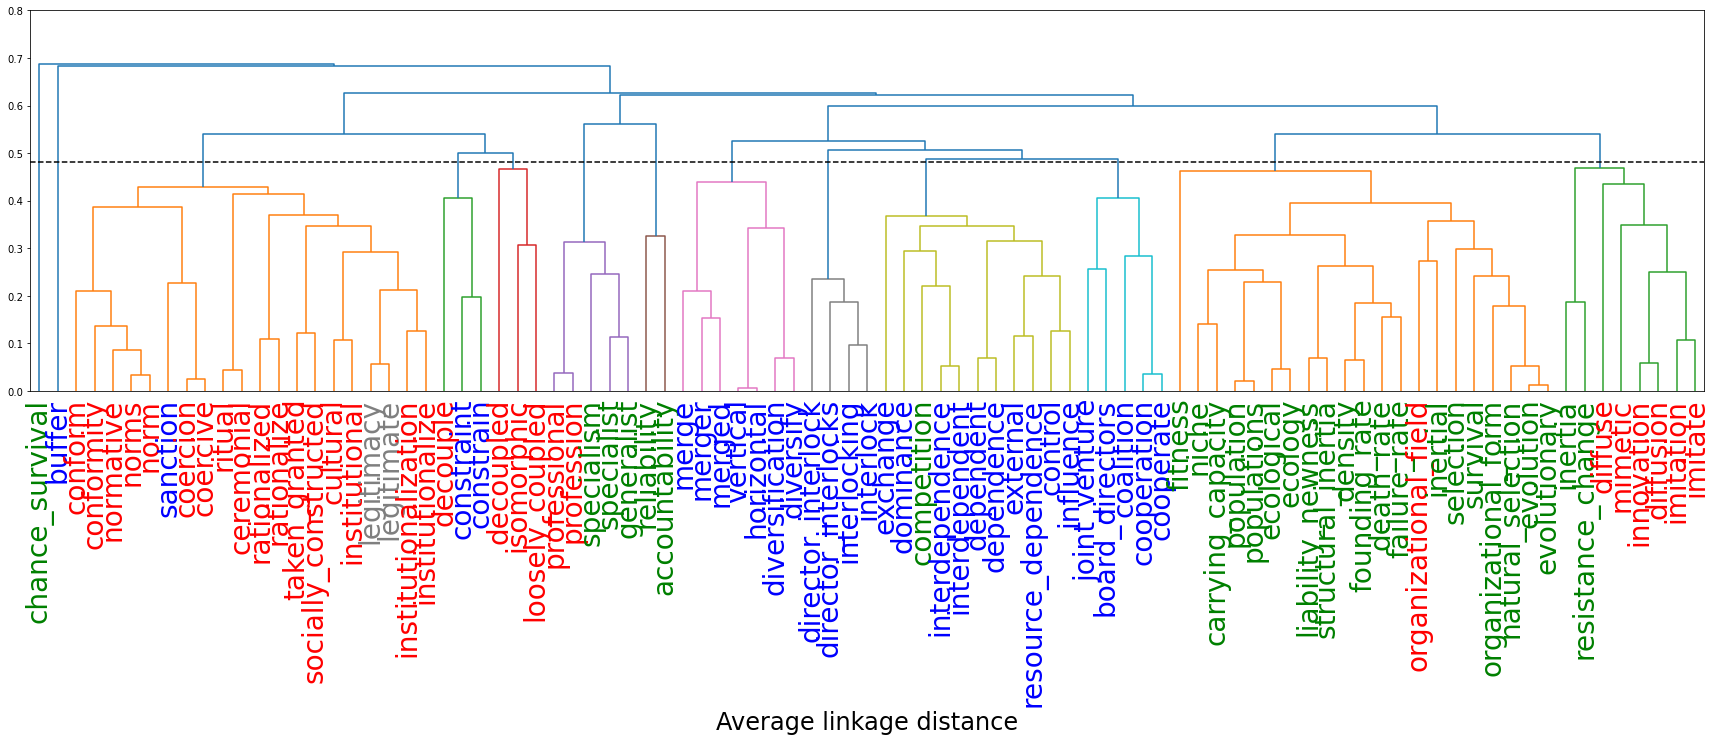 0.8
0.7
0.6
0.5
0.4
0.3
0.2
0.1
0.0
chance_survival
buffer
conform
conformity
normative
norms
norm
sanction
coercion
coercive
ritual
ceremonial
rationalized
rationalize
taken_granted
socially_constructed
cultural
institutional
legitimacy
legitimate
institutionalization
institutionalize
decouple
constraint
constrain
decoupled
isomorphic
loosely_coupled
professional
profession
specialism
specialist
generalist
reliability
accountability
merge
merger
merged
vertical
horizontal
diversification
diversify
director_interlock
director_interlocks
interlocking
interlock
exchange
dominance
competition
interdependence
interdependent
dependent
dependence
external
resource_dependence
control
influence
joint_venture
board_directors
coalition
cooperation
cooperate
fitness
niche
carrying_capacity
population
populations
ecological
ecology
liability_newness
structural_inertia
density
founding_rate
death_rate
failure_rate
organizational_field
inertial
selection
survival
organizational_form
natural_selection
evolution
evolutionary
inertia
resistance_change
diffuse
mimetic
innovation
diffusion
imitation
imitate
Average linkage distance